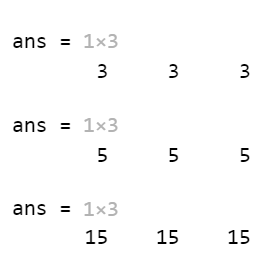 ans = 1×3
3 3 3
ans = 1×3
5 5 5
ans = 1×3
15 15 15